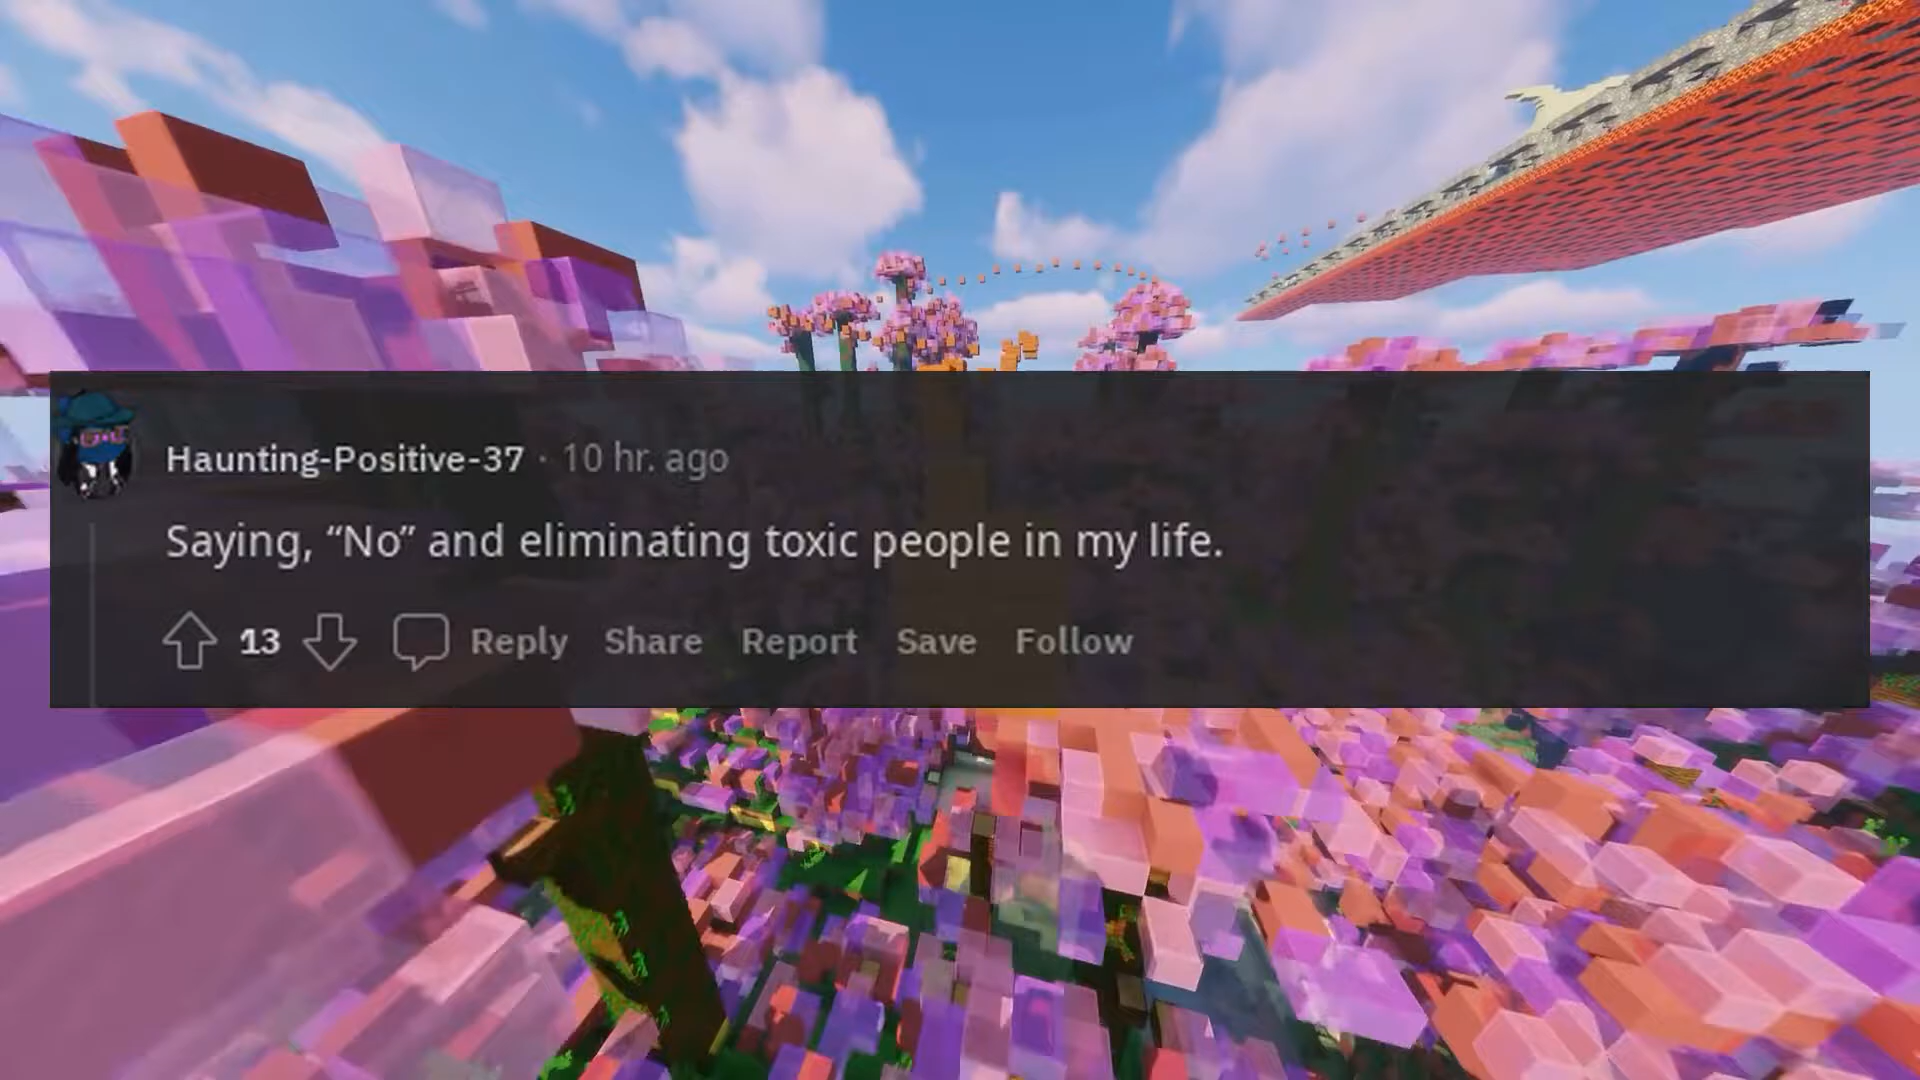 Haunting-Positive-37 · 10 hr. ago
Saying, “No” and eliminating toxic people in my life.
13 Reply Share Report Save Follow